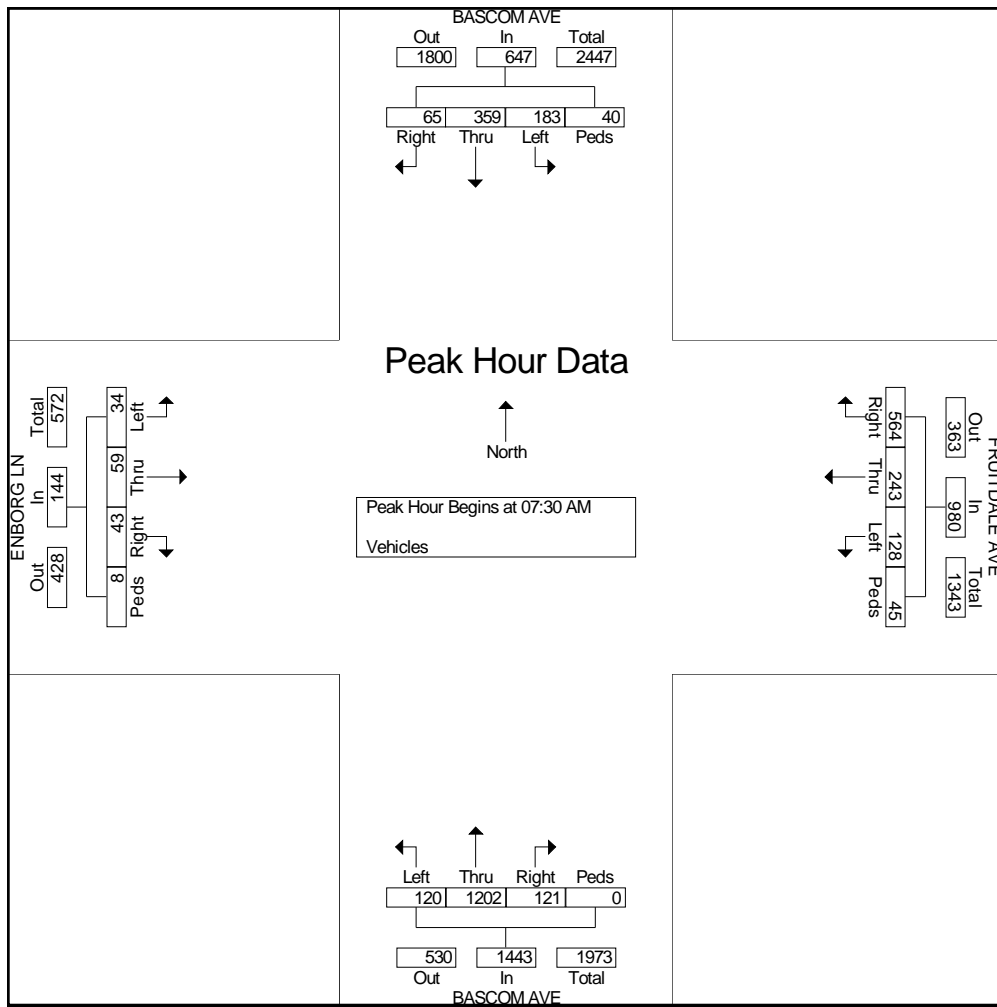 BASCOM AVE
Out In Total
1800 647 2447
65 359 183 40
Right Thru Left Peds
Peak Hour Data
North
Peak Hour Begins at 07:30 AM
Vehicles
ENBORG LN
Total In Out
572 144 428
34 59 43 8
Left Thru Right Peds
FRUITDALE AVE
Out In Total
363 980 1343
564 243 128 45
Right Thru Left Peds
Left Thru Right Peds
120 1202 121 0
530 1443 1973
Out In Total
BASCOM AVE